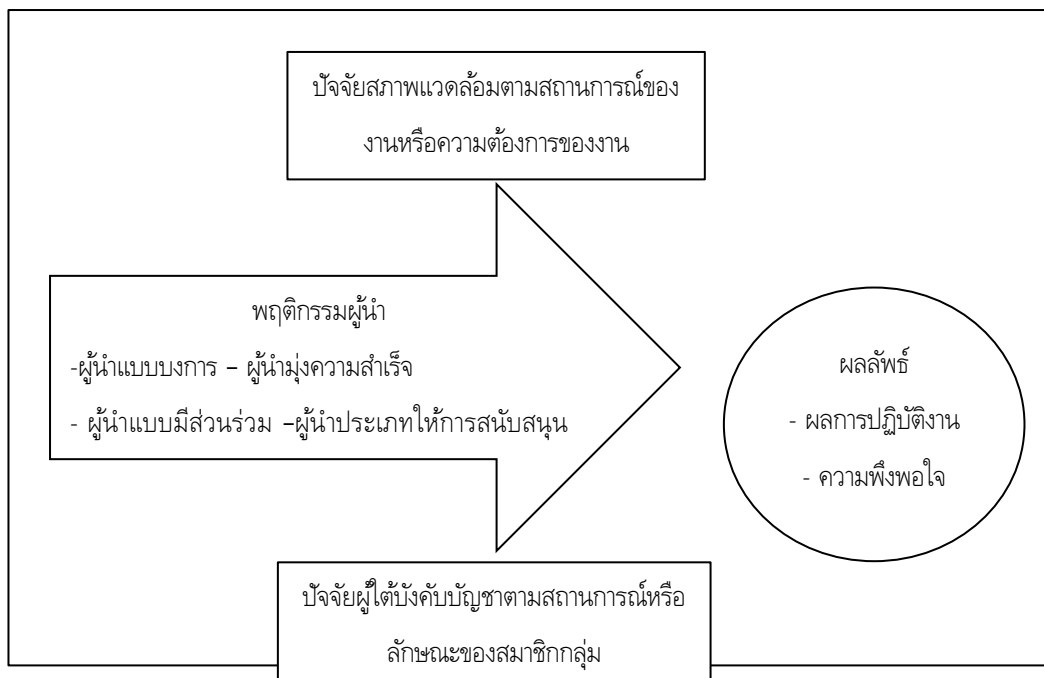 ปัจจัยสภาพแวดล้อมตามสถานการณ์ของ
งานหรือความต้องการของงาน
พฤติกรรมผู้นำ
-ผู้นำแบบบงการ – ผู้นำมุ่งความสำเร็จ
- ผู้นำแบบมีส่วนร่วม –ผู้นำประเภทให้การสนับสนุน
ผลลัพธ์
- ผลการปฏิบัติงาน
- ความพึงพอใจ
ปัจจัยผู้ใต้บังคับบัญชาตามสถานการณ์หรือ
ลักษณะของสมาชิกกลุ่ม